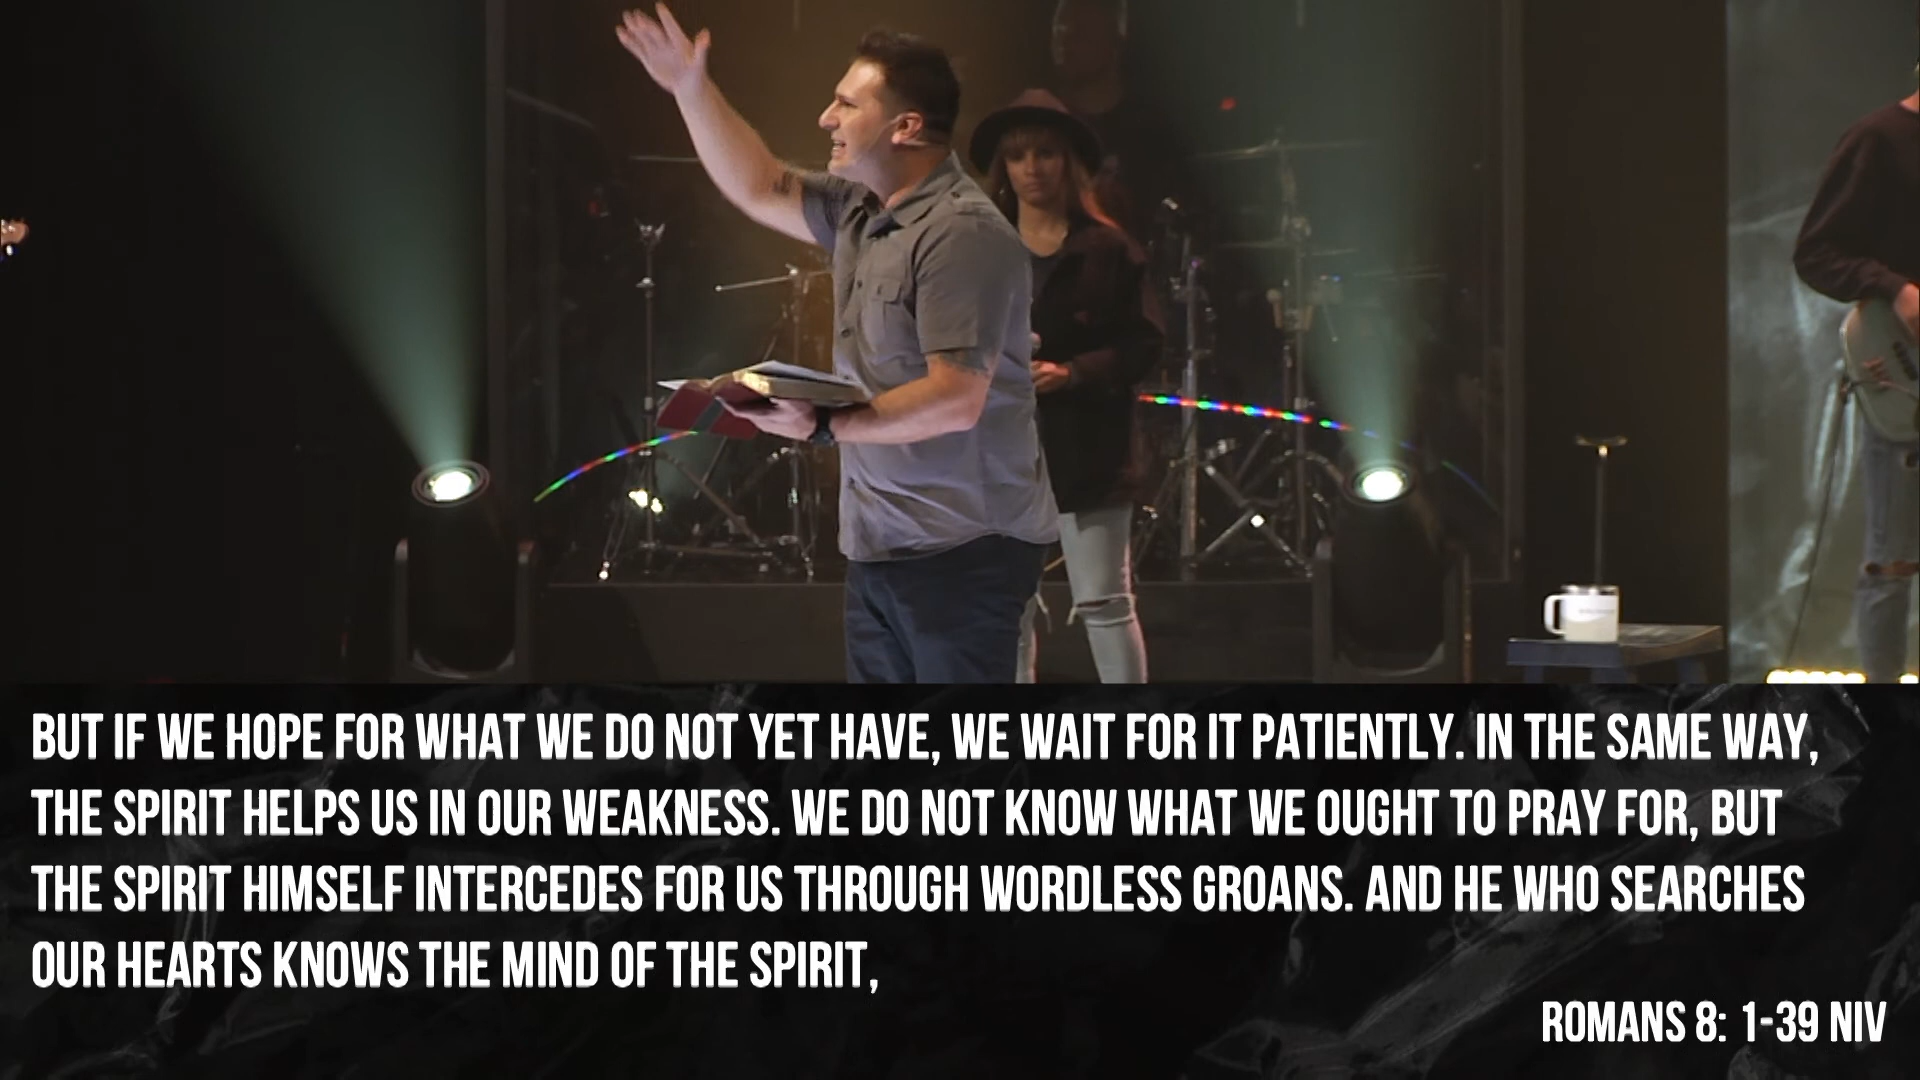 BUT IF WE HOPE FOR WHAT WE DO NOT YET HAVE, WE WAIT FOR IT PATIENTLY. IN THE SAME WAY,
THE SPIRIT HELPS US IN OUR WEAKNESS. WE DO NOT KNOW WHAT WE OUGHT TO PRAY FOR, BUT
THE SPIRIT HIMSELF INTERCEDES FOR US THROUGH WORDLESS GROANS. AND HE WHO SEARCHES
OUR HEARTS KNOWS THE MIND OF THE SPIRIT,
ROMANS 8: 1-39 NIV